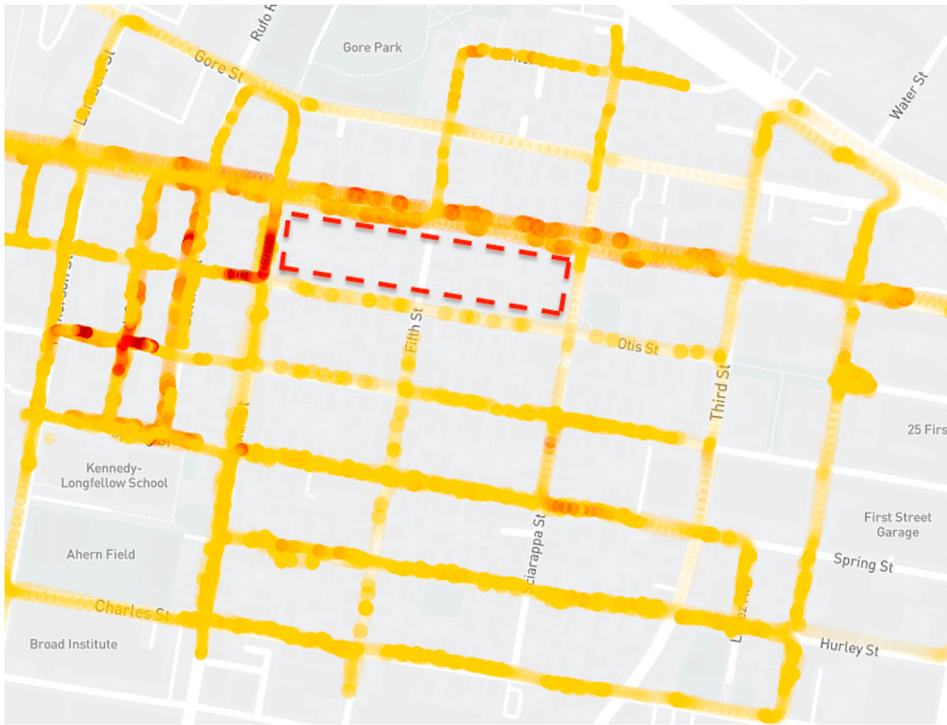 Rufo R
Gore Park
Gore St
Water St
Fifth St
Otis St
Third St
25 Firs
Kennedy-
Longfellow School
First Street
Garage
Ahern Field
Sciarappa St
Spring St
Charles St
Broad Institute
Hurley St